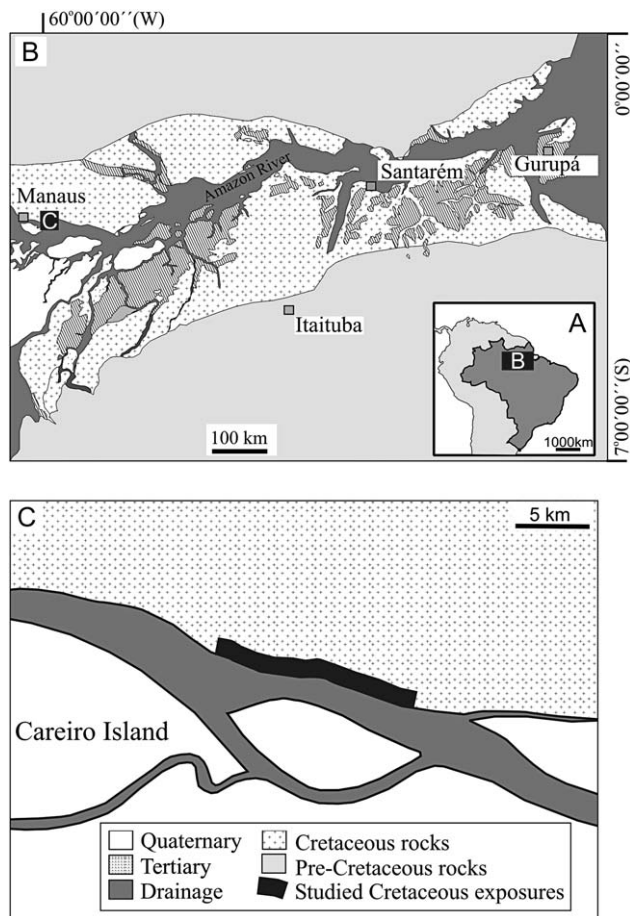 60°00´00´´(W)
B
0°00´00´´
Amazon River
Gurupá
Santarém
Manaus
C
Itaituba
A
B
100 km
1000km
7°00´00´´(S)
C
5 km
Careiro Island
Quaternary
Cretaceous rocks
Tertiary
Pre-Cretaceous rocks
Drainage
Studied Cretaceous exposures